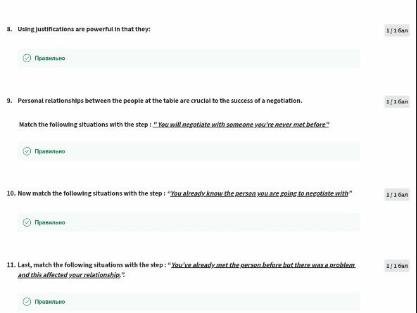 8. Using justifications are powerful in that they:
1 / 1 бал
Правильно
9. Personal relationships between the people at the table are crucial to the success of a negotiation.
1 / 1 бал
Match the following situations with the step : " You will negotiate with someone you're never met before"
Правильно
10. Now match the following situations with the step : "You already know the person you are going to negotiate with"
1 / 1 бал
Правильно
11. Last, match the following situations with the step : " You've already met the person before but there was a problem
1 / 1 бал
and this affected your relationship.".
Правильно